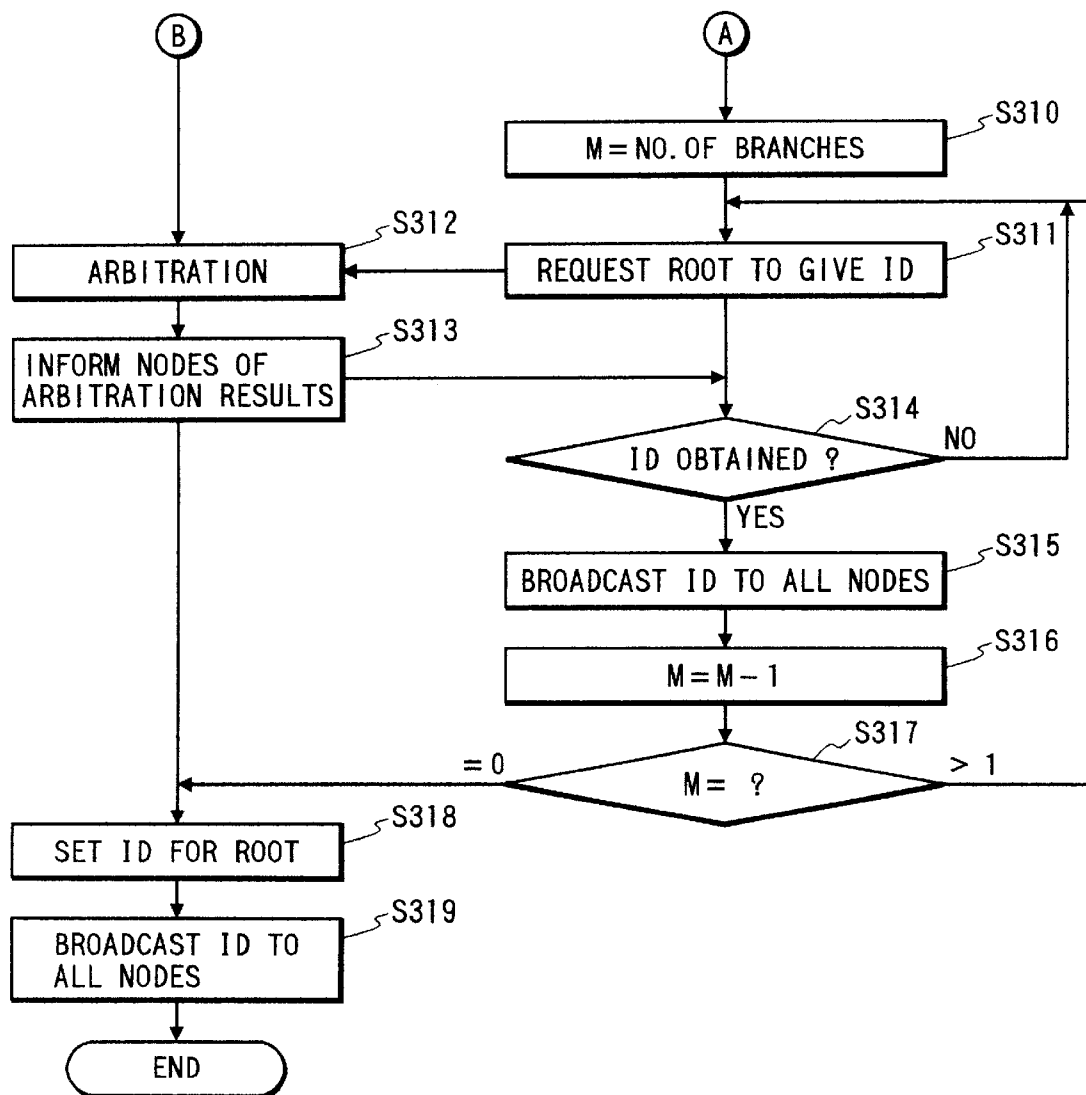 B
A
S310
M=NO.OF BRANCHES
S312
S311
ARBITRATION
REQUEST ROOT TO GIVE ID
S313
INFORM NODES OF
ARBITRATION RESULTS
S314
ID OBTAINED ?
NO
YES
S315
BROADCAST ID TO ALL NODES
S316
M=M-1
S317
=0
M= ?
> 1
S318
SET ID FOR ROOT
S319
BROADCAST ID TO
ALL NODES
END